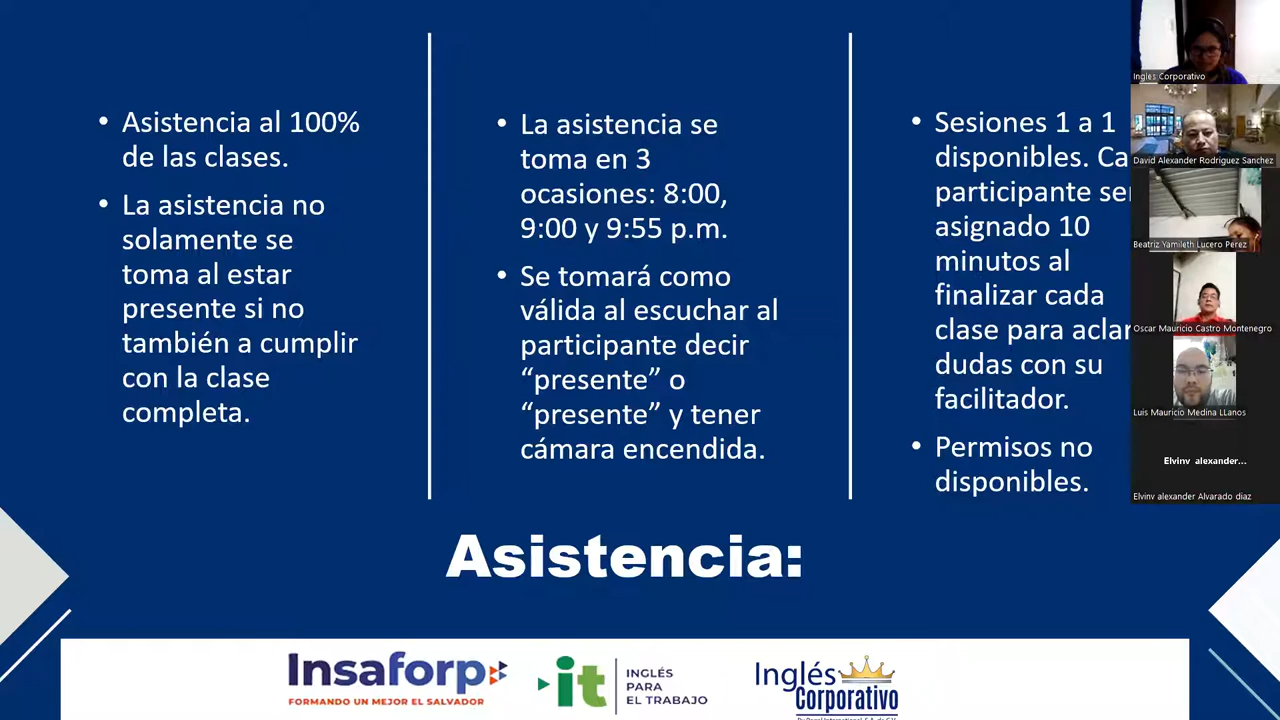 • Asistencia al 100%
de las clases.
• La asistencia no
solamente se
toma al estar
presente si no
también a cumplir
con la clase
completa.
• La asistencia se
toma en 3
ocasiones: 8:00,
9:00 y 9:55 p.m.
• Se tomará como
válida al escuchar al
participante decir
“presente” o
“presente” y tener
cámara encendida.
• Sesiones 1 a 1
disponibles. Ca
participante ser
asignado 10
minutos al
finalizar cada
clase para aclar
dudas con su
facilitador.
• Permisos no
disponibles.
Asistencia:
Insaforp
FORMANDO UN MEJOR EL SALVADOR
it
INGLÉS
PARA
EL TRABAJO
Inglés
Corporativo
Inglés Corporativo
David Alexander Rodriguez Sanchez
Beatriz Yamileth Lucero Perez
Oscar Mauricio Castro Montenegro
Luis Mauricio Medina LLanos
Elvinv alexander...
Elvinv alexander Alvarado diaz